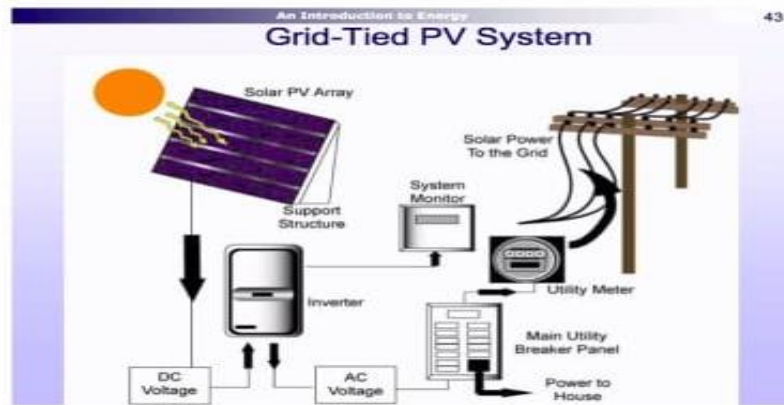 An Introduction to Energy
43
Grid-Tied PV System
Solar PV Array
Solar Power
To the Grid
System
Monitor
Support
Structure
Inverter
Utility Meter
Main Utility
Breaker Panel
DC
Voltage
AC
Voltage
Power to
House